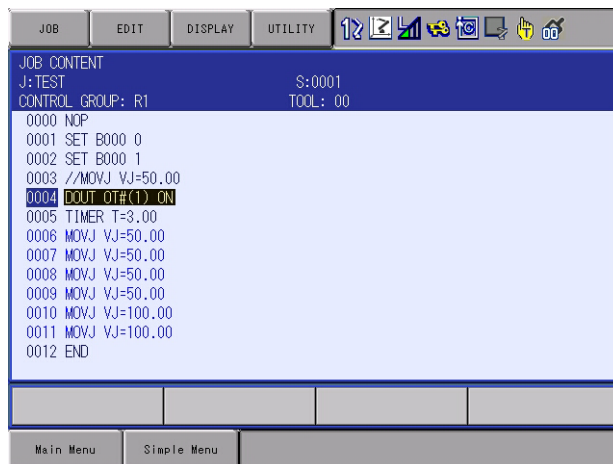 JOB EDIT DISPLAY UTILITY
JOB CONTENT
J:TEST S:0001
CONTROL GROUP: R1 TOOL: 00
0000 NOP
0001 SET B000 0
0002 SET B000 1
0003 //MOVJ VJ=50.00
0004 DOUT OT#(1) ON
0005 TIMER T=3.00
0006 MOVJ VJ=50.00
0007 MOVJ VJ=50.00
0008 MOVJ VJ=50.00
0009 MOVJ VJ=50.00
0010 MOVJ VJ=100.00
0011 MOVJ VJ=100.00
0012 END
Main Menu Simple Menu